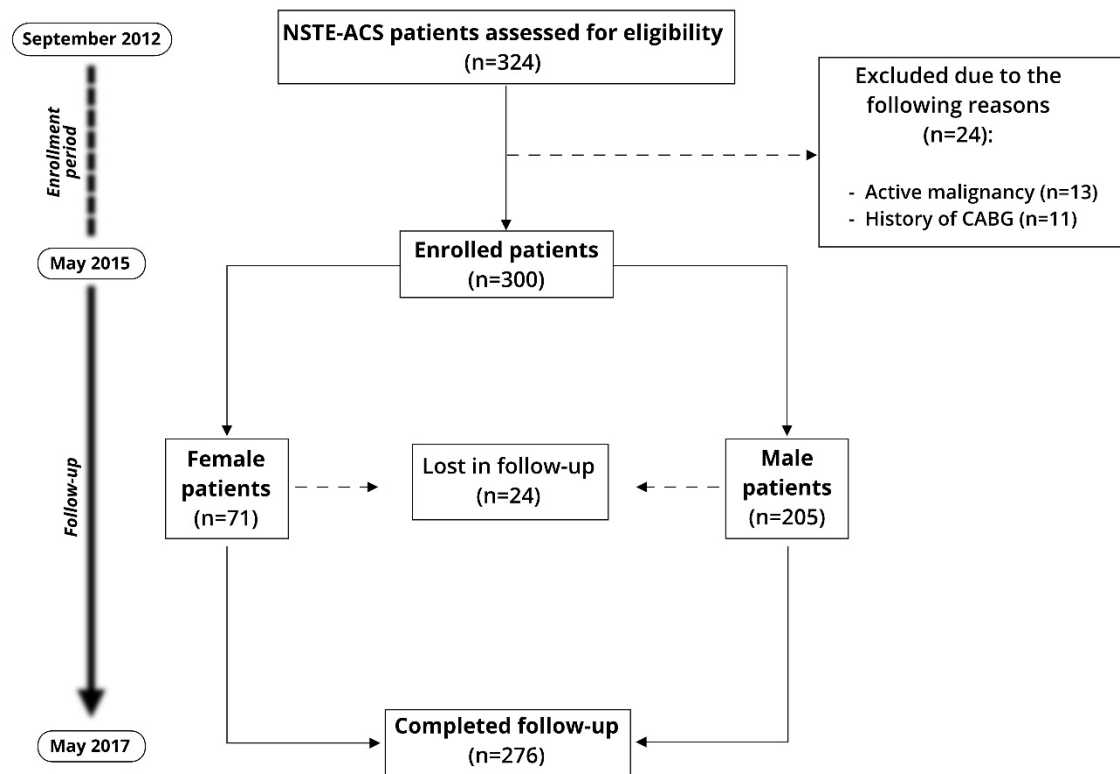 September 2012
Enrollment
period
May 2015
Follow-up
May 2017
NSTE-ACS patients assessed for eligibility
(n=324)
Excluded due to the
following reasons
(n=24):
- Active malignancy (n=13)
- History of CABG (n=11)
Enrolled patients
(n=300)
Female
patients
(n=71)
Lost in follow-up
(n=24)
Male
patients
(n=205)
Completed follow-up
(n=276)